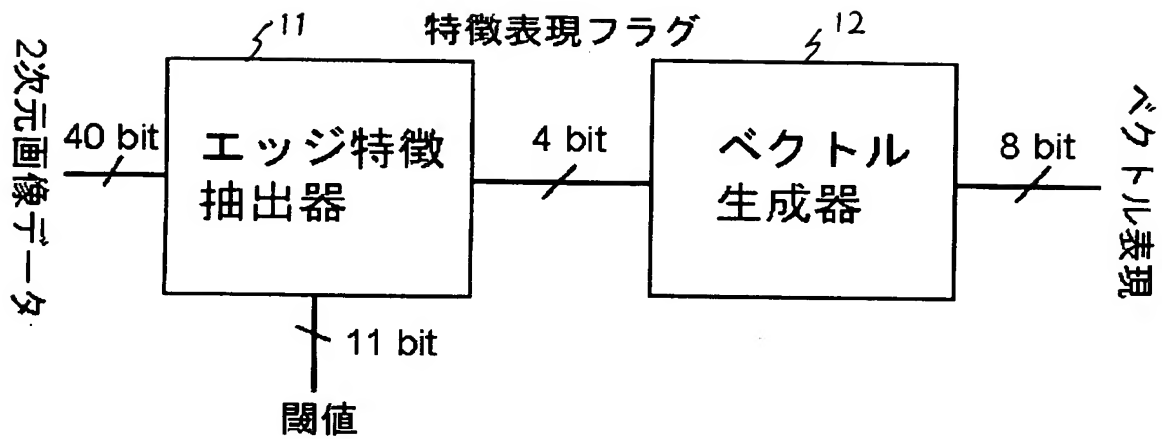 11
特徴表現フラグ
12
2次元画像データ
40 bit
エッジ特徴
抽出器
4 bit
ベクトル
生成器
8 bit
ベクトル表現
11 bit
閾値